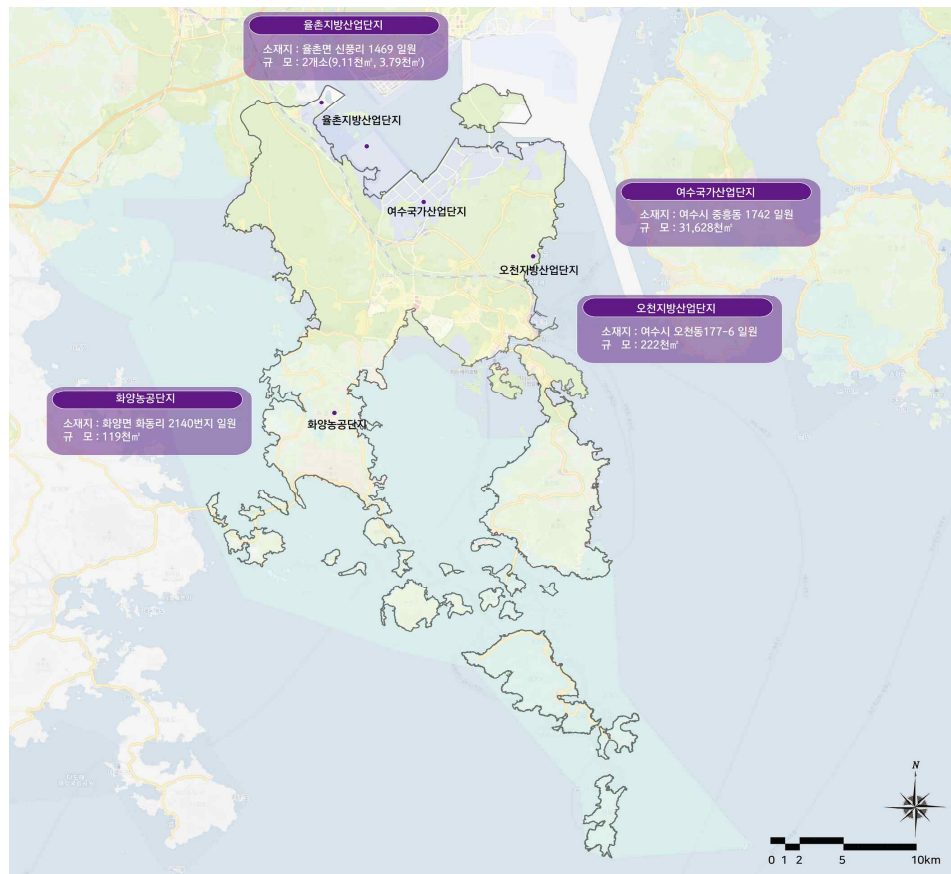 율촌지방산업단지
소재지 : 율촌면 신풍리 1469 일원
규 모 : 2개소(9.11천㎡, 3.79천㎡)
율촌지방산업단지
여수국가산업단지
여수국가산업단지
소재지 : 여수시 중흥동 1742 일원
규 모 : 31,628천㎡
오천지방산업단지
오천지방산업단지
소재지 : 여수시 오천동177-6 일원
규 모 : 222천㎡
화양농공단지
소재지 : 화양면 화동리 2140번지 일원
규 모 : 119천㎡
화양농공단지
N
0 1 2 5 10km